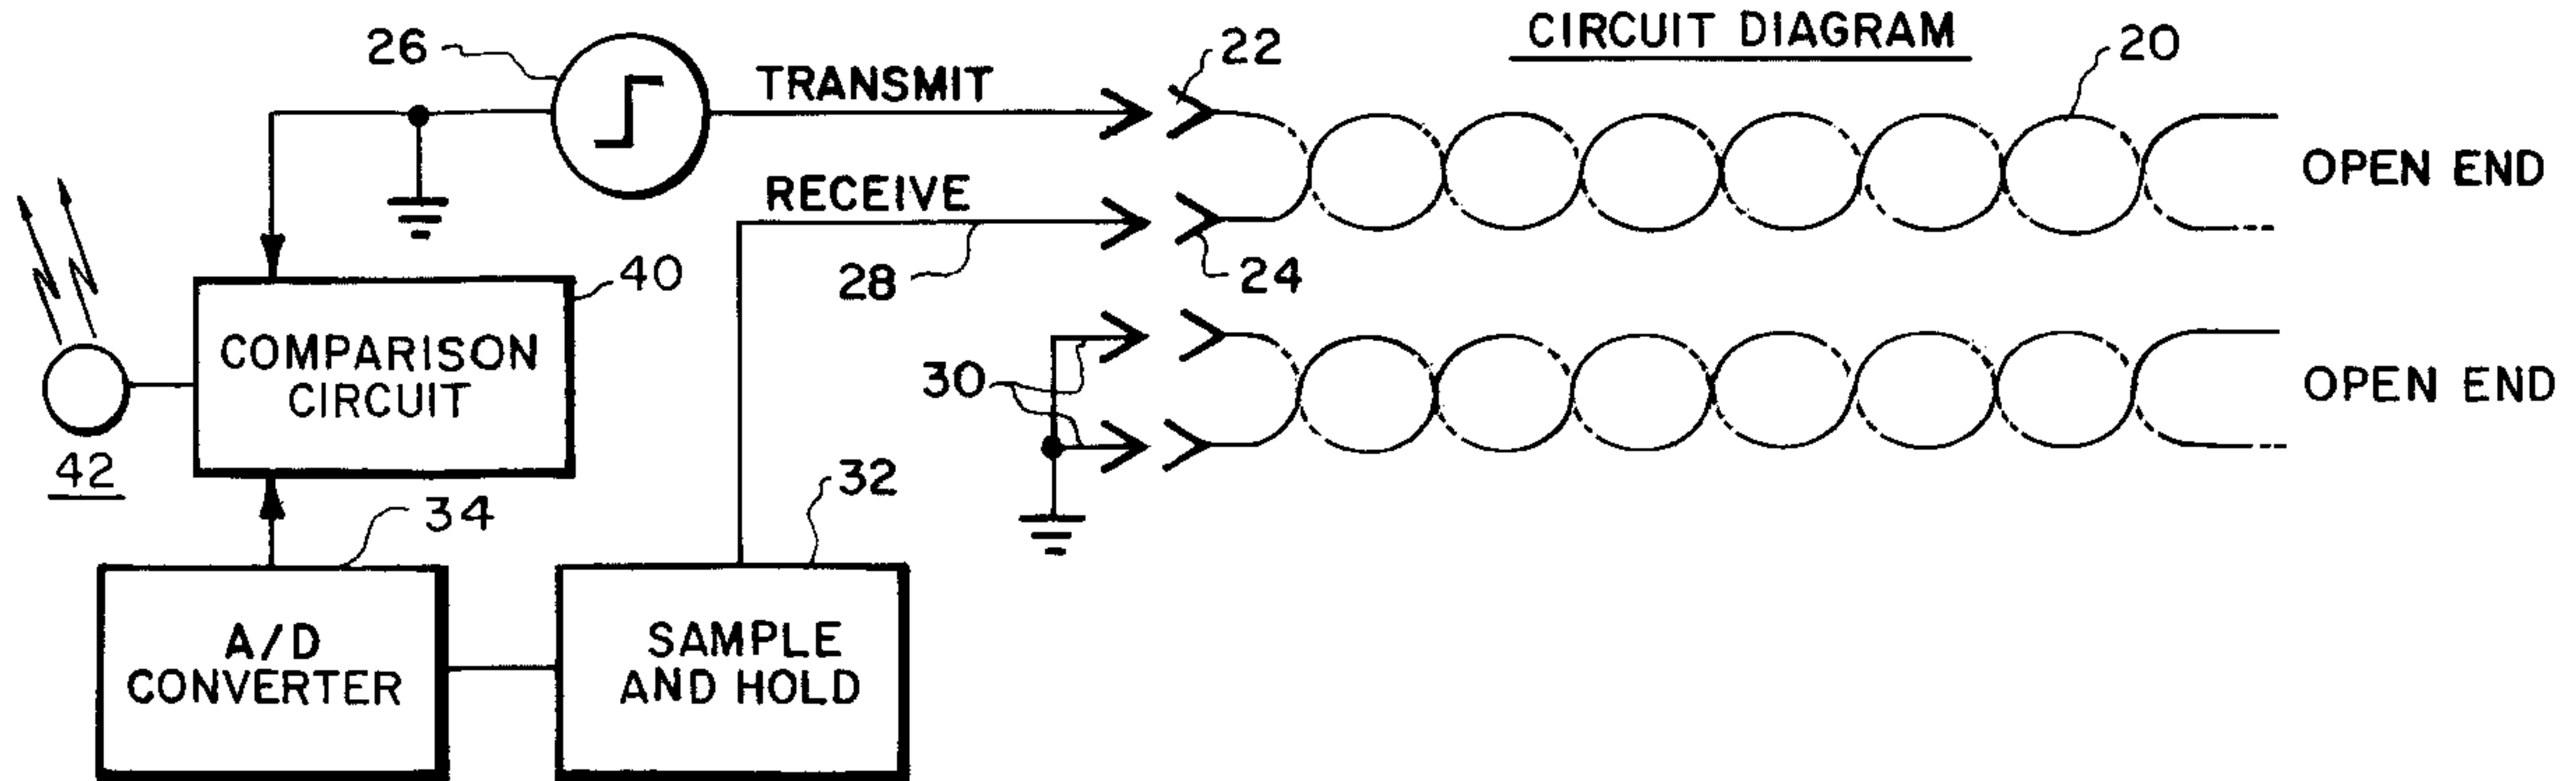 CIRCUIT DIAGRAM
26
TRANSMIT
22
20
OPEN END
RECEIVE
28
24
40
COMPARISON
CIRCUIT
42
30
OPEN END
34
32
A/D
CONVERTER
SAMPLE
AND HOLD